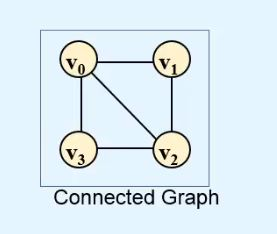 v₀ v₁
v₃ v₂
Connected Graph